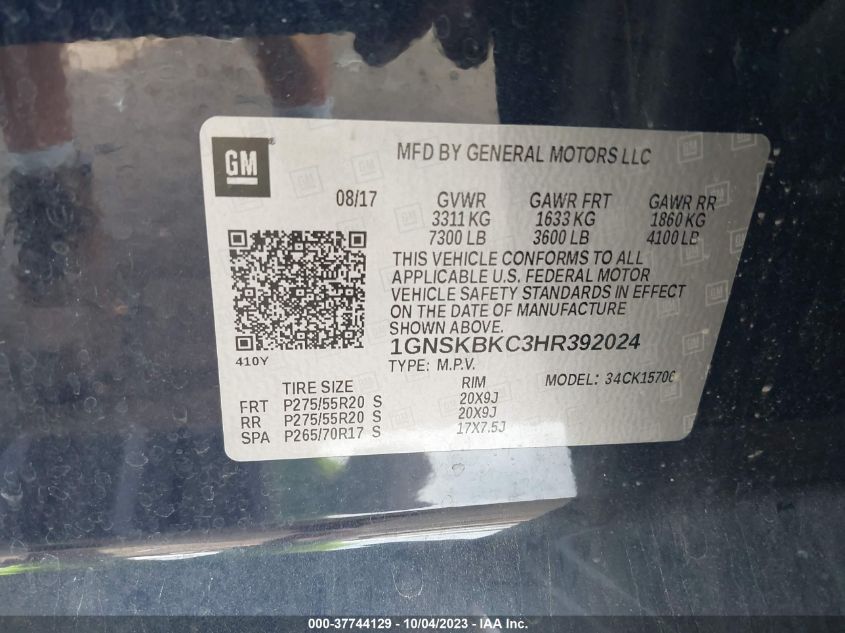 GM
MFD BY GENERAL MOTORS LLC
08/17 GVWR GAWR FRT GAWR RR
3311 KG 1633 KG 1860 KG
7300 LB 3600 LB 4100 LB
THIS VEHICLE CONFORMS TO ALL
APPLICABLE U.S. FEDERAL MOTOR
VEHICLE SAFETY STANDARDS IN EFFECT
ON THE DATE OF MANUFACTURE
SHOWN ABOVE.
1GNSKBKC3HR392024
410Y
TYPE: M.P.V.
MODEL: 34CK15706
TIRE SIZE RIM
FRT P275/55R20 S 20X9J
RR P275/55R20 S 20X9J
SPA P265/70R17 S 17X7.5J
000-37744129 - 10/04/2023 - IAA Inc.